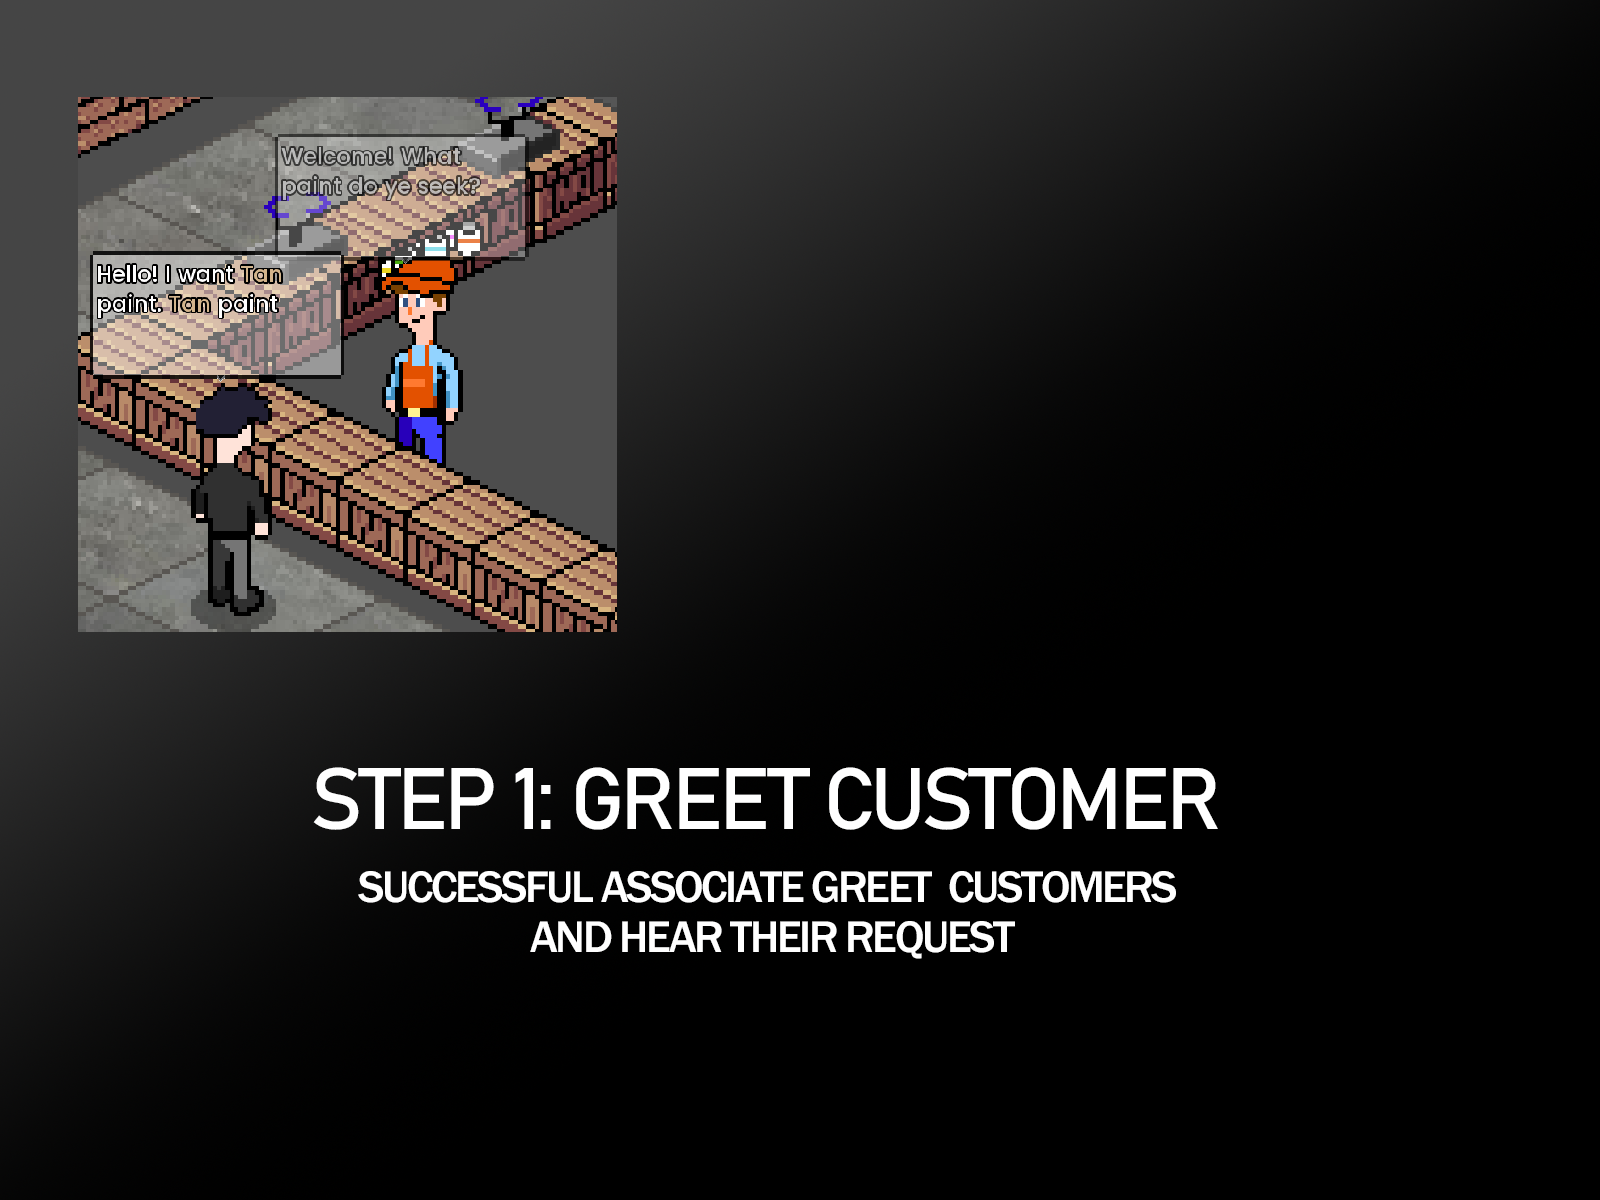 Welcome! What
paint do ye seek?
Hello! I want Tan
paint. Tan paint
STEP 1: GREET CUSTOMER
SUCCESSFUL ASSOCIATE GREET  CUSTOMERS
AND HEAR THEIR REQUEST